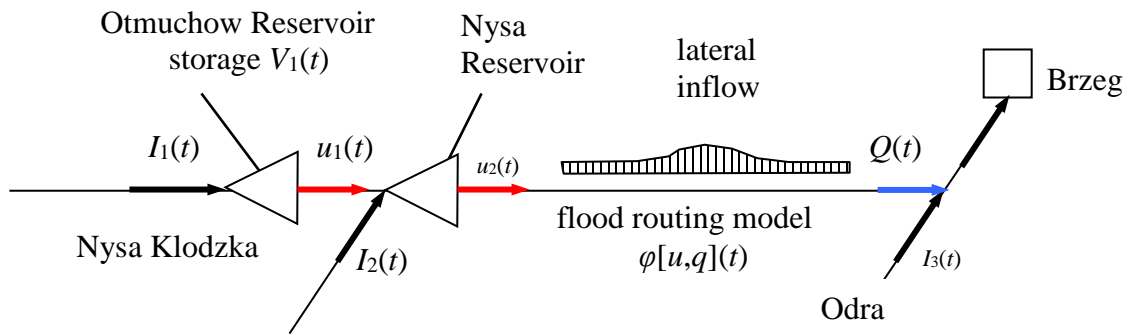 Otmuchow Reservoir
storage V₁(t)
Nysa
Reservoir
lateral
inflow
Brzeg
I₁(t)
u₁(t)
u₂(t)
Q(t)
Nysa Klodzka
I₂(t)
flood routing model
φ[u,q](t)
I₃(t)
Odra